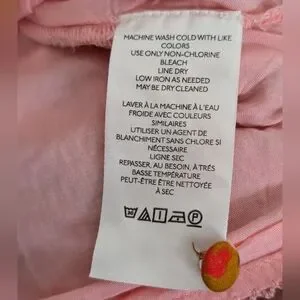 MACHINE WASH COLD WITH LIKE
COLORS
USE ONLY NON-CHLORINE
BLEACH
LINE DRY
LOW IRON AS NEEDED
MAY BE DRY CLEANED
LAVER À LA MACHINE À L'EAU
FROIDE AVEC COULEURS
SIMILAIRES
UTILISER UN AGENT DE
BLANCHIMENT SANS CHLORE SI
NÉCESSAIRE
LIGNE SEC
REPASSER, AU BESOIN, À TRÈS
BASSE TEMPÉRATURE
PEUT-ÊTRE ÊTRE NETTOYÉE
À SEC